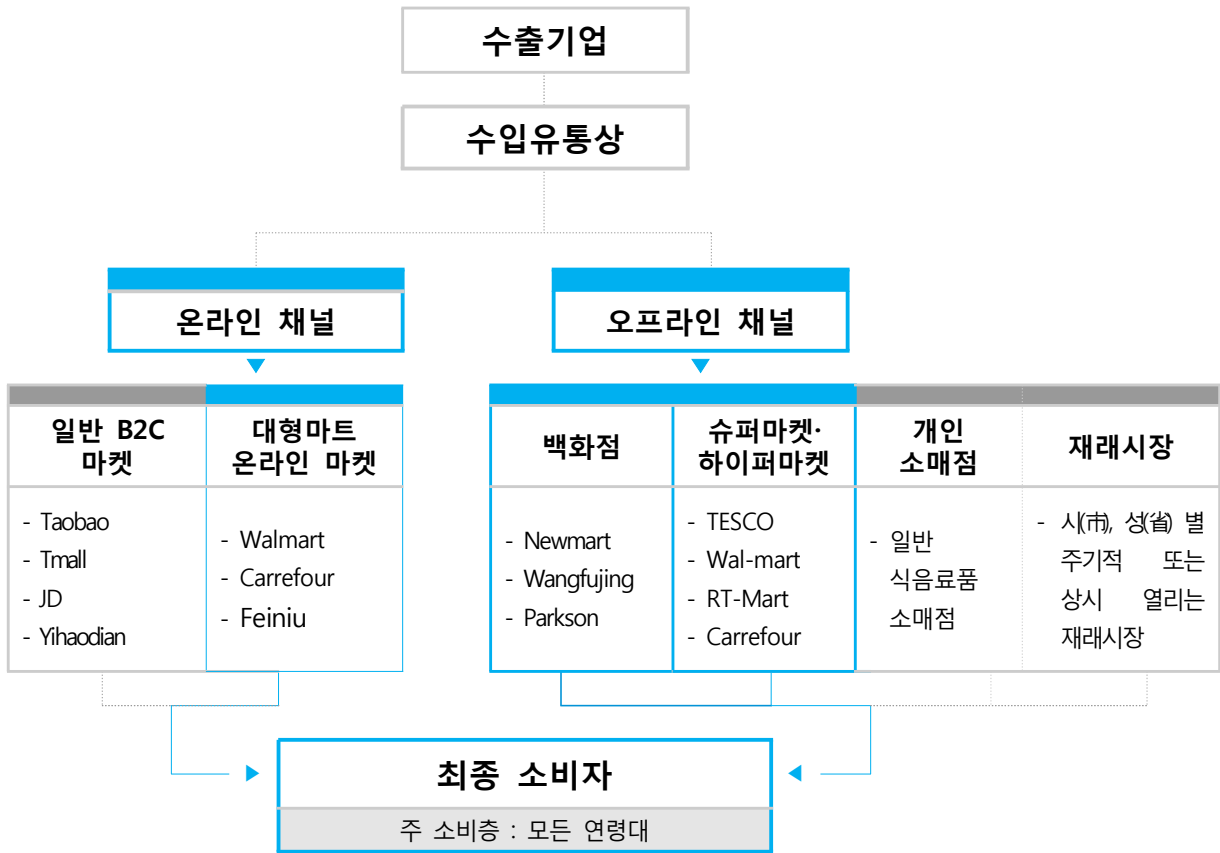 수출기업
수입유통상
온라인 채널
오프라인 채널
일반 B2C
마켓
대형마트
온라인 마켓
백화점
슈퍼마켓·
하이퍼마켓
개인
소매점
재래시장
- Taobao
- Tmall
- JD
- Yihaodian
- Walmart
- Carrefour
- Feiniu
- Newmart
- Wangfujing
- Parkson
- TESCO
- Wal-mart
- RT-Mart
- Carrefour
- 일반
식음료품
소매점
- 시(市), 성(省) 별
주기적 또는
상시 열리는
재래시장
최종 소비자
주 소비층 : 모든 연령대